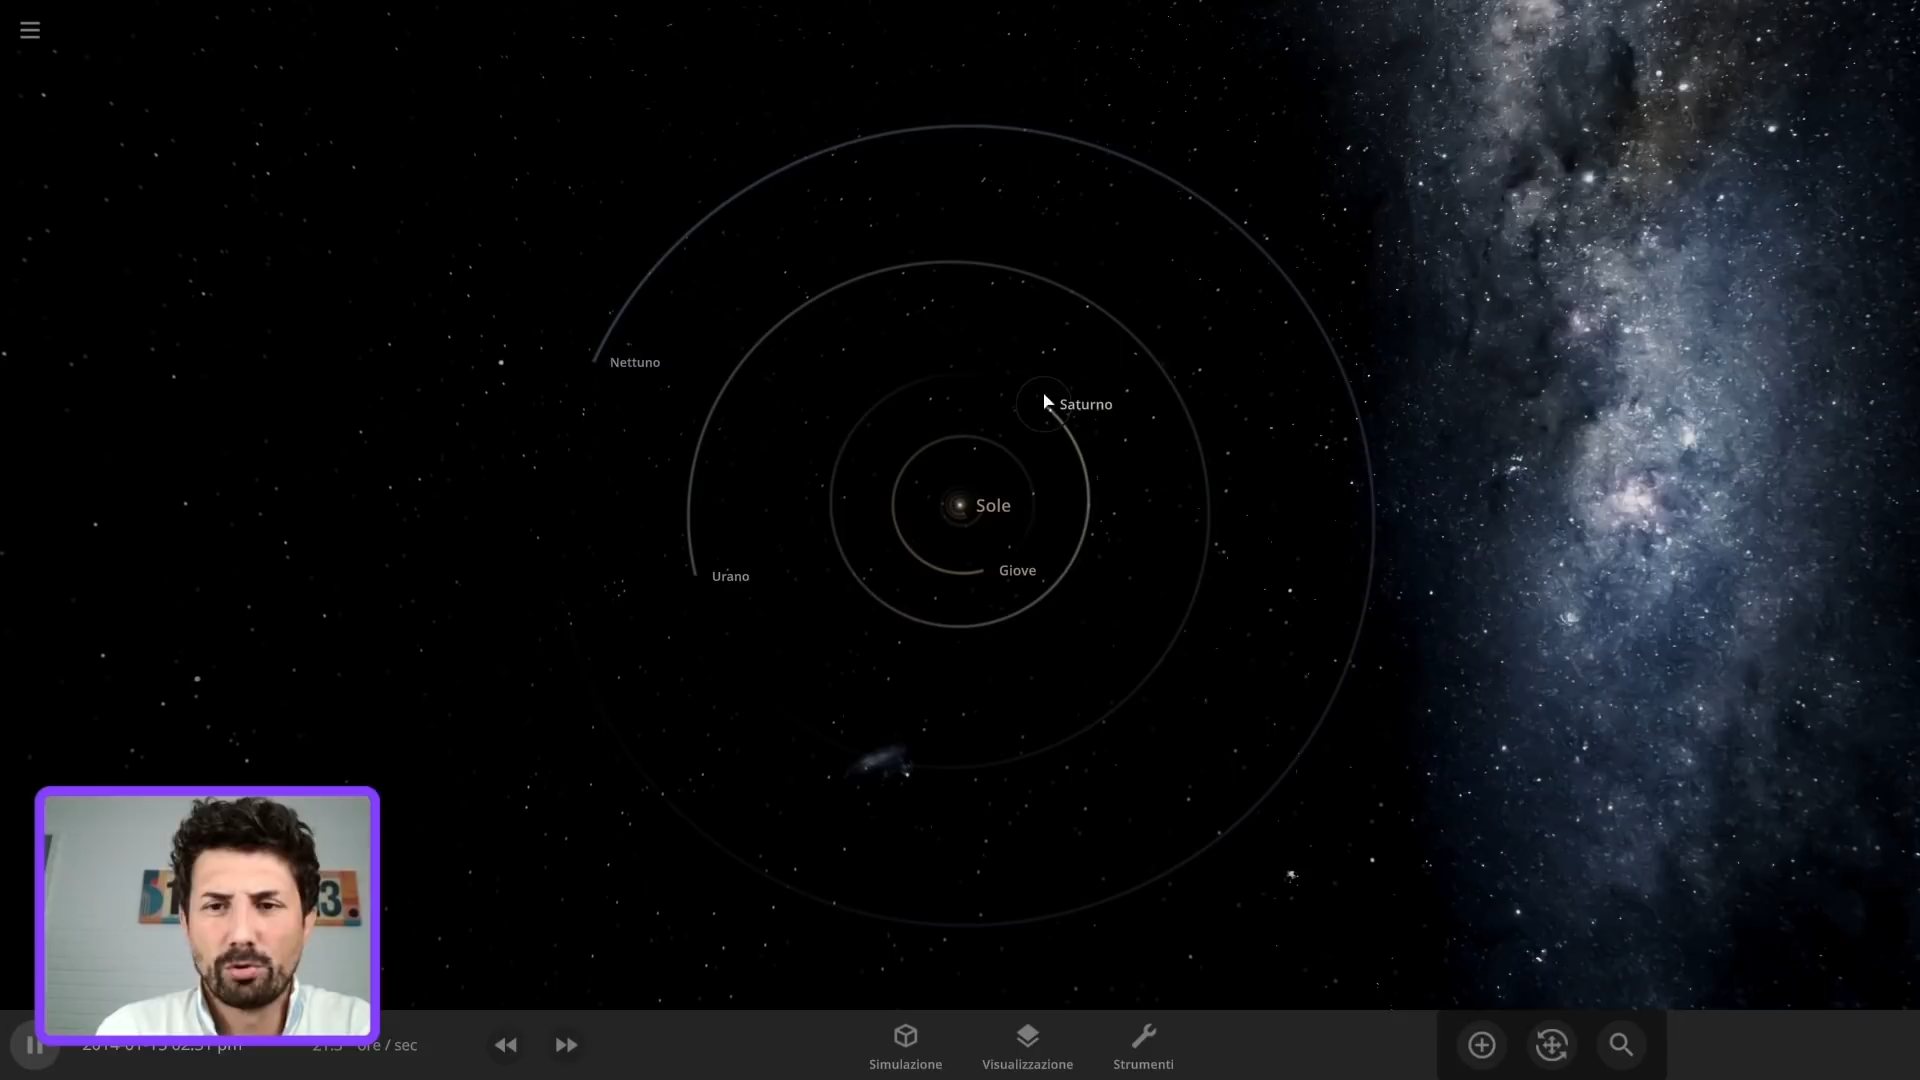 Nettuno
Saturno
Sole
Giove
Urano
ore / sec
Simulazione
Visualizzazione
Strumenti